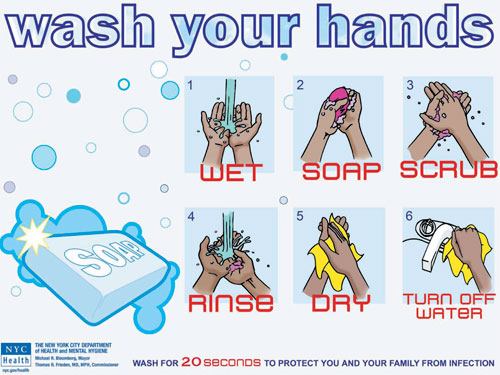 wash your hands
1
WET
2
SOAP
3
SCRUB
4
RINSE
5
DRY
6
TURN OFF
WATER
SOAP
NYC
Health
nyc.gov/health
THE NEW YORK CITY DEPARTMENT
of HEALTH and MENTAL HYGIENE
Michael R. Bloomberg, Mayor
Thomas R. Frieden, MD, MPH, Commissioner
WASH FOR 20 SECONDS TO PROTECT YOU AND YOUR FAMILY FROM INFECTION